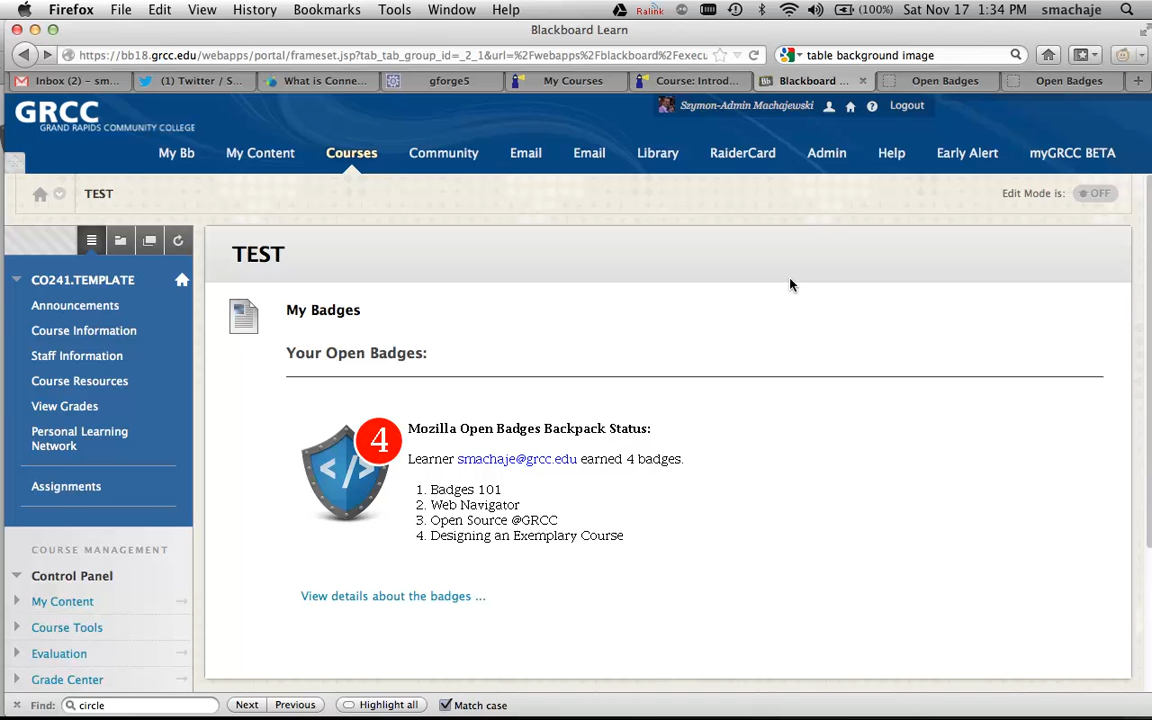 Firefox File Edit View History Bookmarks Tools Window Help Ralink (100%) Sat Nov 17 1:34 PM smachaje
Blackboard Learn
https://bb18.grcc.edu/webapps/portal/frameset.jsp?tab_tab_group_id=_2_1&url=%2Fwebapps%2Fblackboard%2Fexecu table background image
Inbox (2) – sm... (1) Twitter / S... What is Conne... gforge5 My Courses Course: Introd... Bb Blackboard ... Open Badges Open Badges
GRCC
GRAND RAPIDS COMMUNITY COLLEGE
Szymon-Admin Machajewski Logout
My Bb My Content Courses Community Email Email Library RaiderCard Admin Help Early Alert myGRCC BETA
TEST Edit Mode is: OFF
TEST
CO241.TEMPLATE
Announcements
Course Information
Staff Information
Course Resources
View Grades
Personal Learning
Network
Assignments
COURSE MANAGEMENT
Control Panel
My Content
Course Tools
Evaluation
Grade Center
My Badges
Your Open Badges:
</>
4
Mozilla Open Badges Backpack Status:
Learner smachaje@grcc.edu earned 4 badges.
1. Badges 101
2. Web Navigator
3. Open Source @GRCC
4. Designing an Exemplary Course
View details about the badges ...
Find: circle Next Previous Highlight all Match case